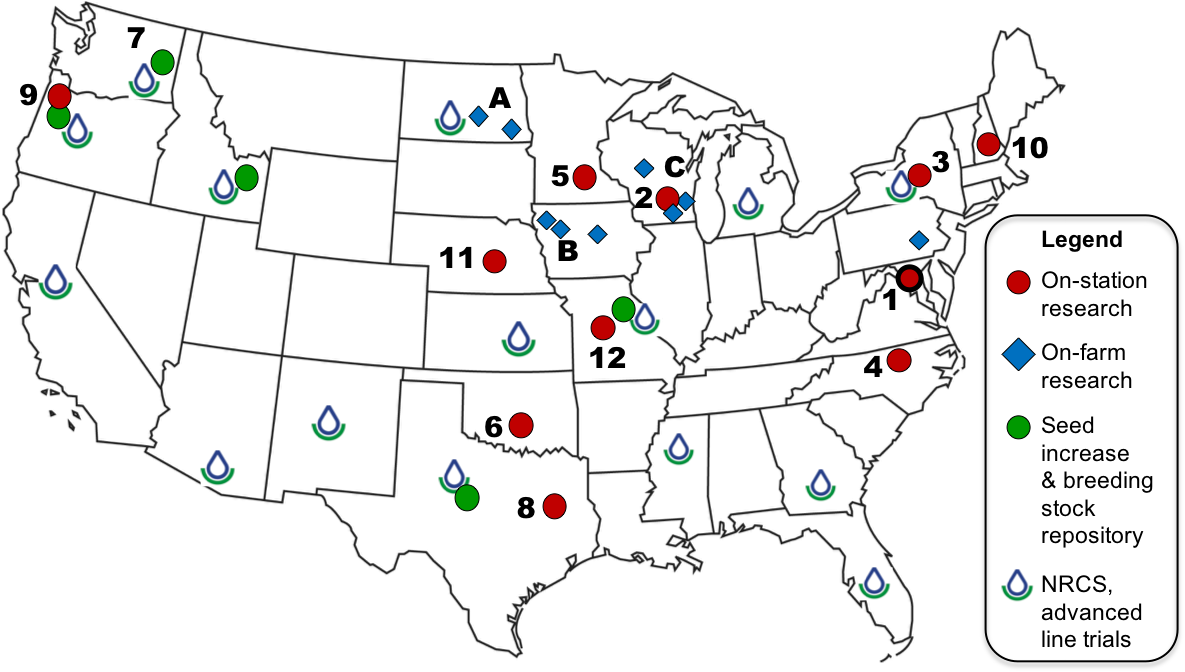 7
9
A
5
C
2
3
10
B
11
1
12
4
6
8
Legend
On-station
research
On-farm
research
Seed
increase
& breeding
stock
repository
NRCS,
advanced
line trials